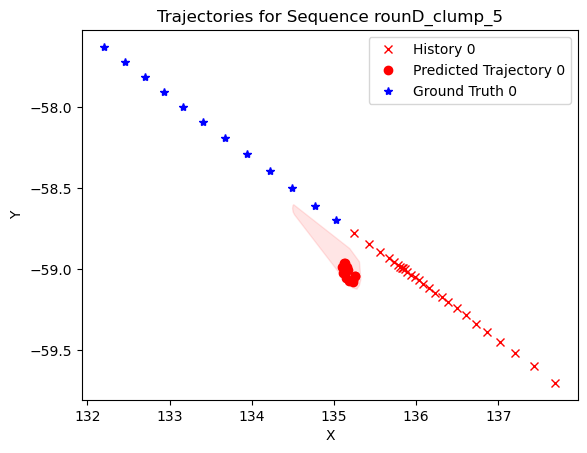 Trajectories for Sequence rounD_clump_5
History 0
Predicted Trajectory 0
Ground Truth 0
−58.0
−58.5
−59.0
−59.5
Y
132 133 134 135 136 137
X